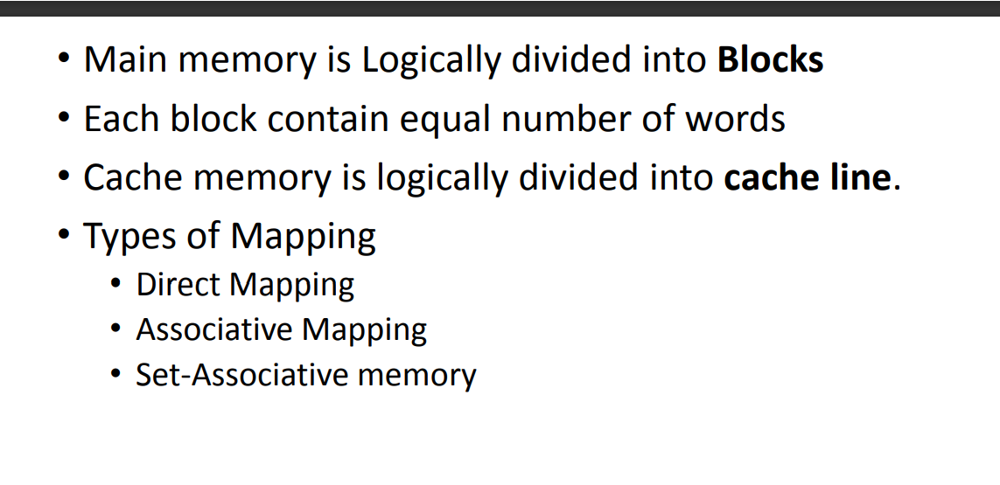 • Main memory is Logically divided into Blocks
• Each block contain equal number of words
• Cache memory is logically divided into cache line.
• Types of Mapping
• Direct Mapping
• Associative Mapping
• Set-Associative memory